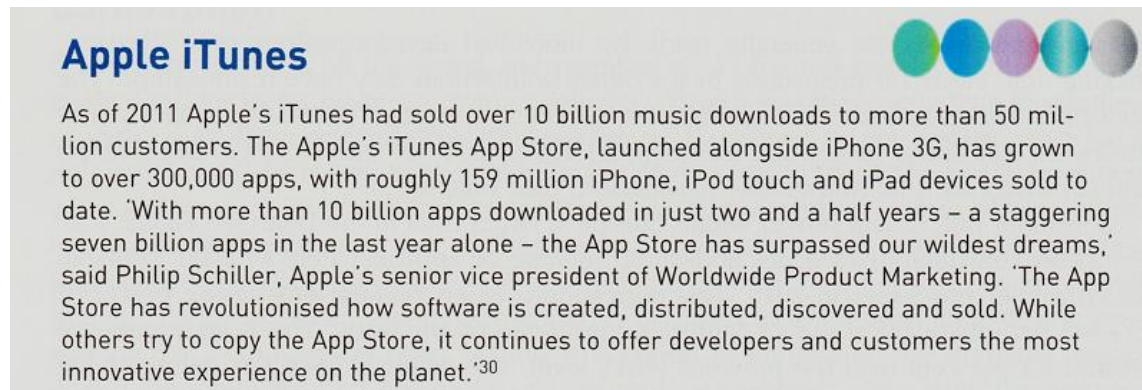 Apple iTunes
As of 2011 Apple's iTunes had sold over 10 billion music downloads to more than 50 mil-
lion customers. The Apple's iTunes App Store, launched alongside iPhone 3G, has grown
to over 300,000 apps, with roughly 159 million iPhone, iPod touch and iPad devices sold to
date. 'With more than 10 billion apps downloaded in just two and a half years – a staggering
seven billion apps in the last year alone – the App Store has surpassed our wildest dreams,'
said Philip Schiller, Apple's senior vice president of Worldwide Product Marketing. 'The App
Store has revolutionised how software is created, distributed, discovered and sold. While
others try to copy the App Store, it continues to offer developers and customers the most
innovative experience on the planet.'30